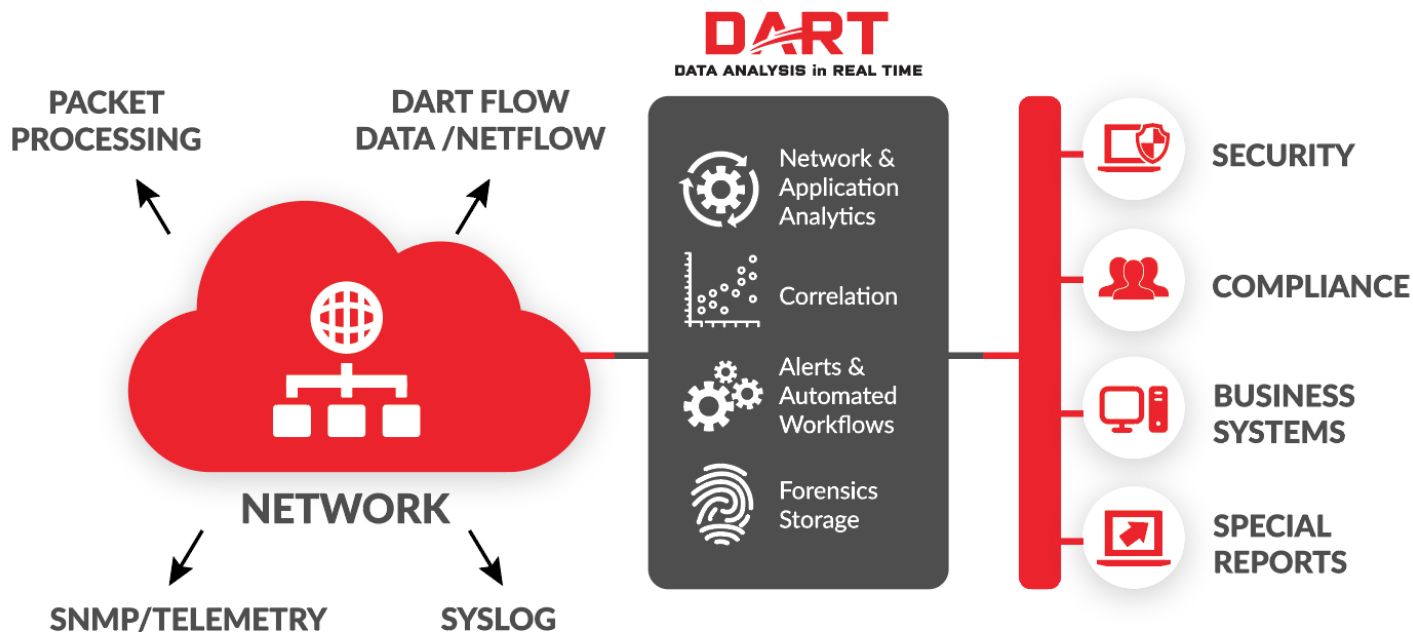 DART
DATA ANALYSIS in REAL TIME
PACKET
PROCESSING
DART FLOW
DATA /NETFLOW
NETWORK
SNMP/TELEMETRY
SYSLOG
Network &
Application
Analytics
Correlation
Alerts &
Automated
Workflows
Forensics
Storage
SECURITY
COMPLIANCE
BUSINESS
SYSTEMS
SPECIAL
REPORTS